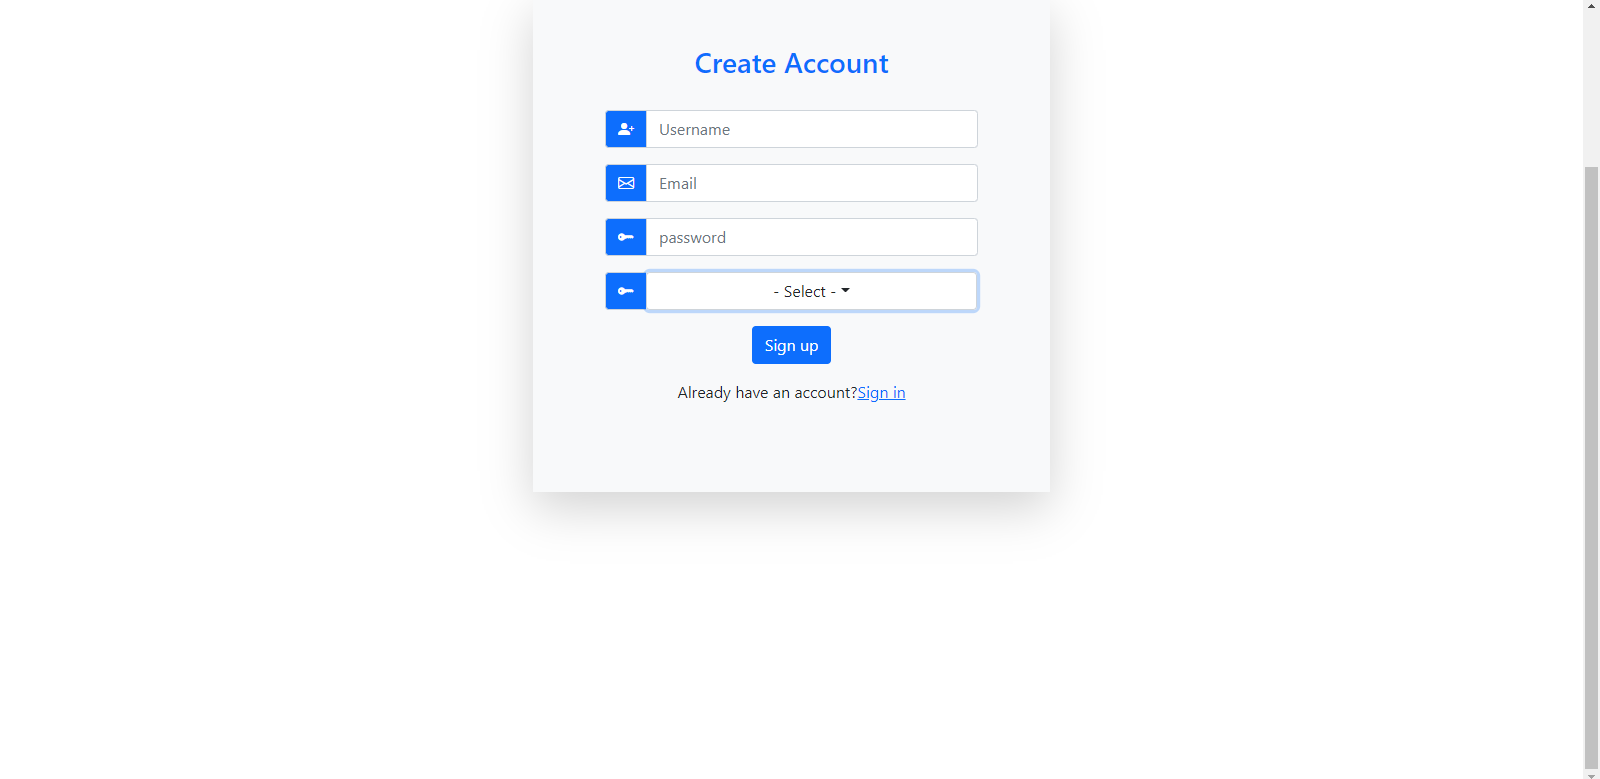 Create Account
Username
Email
password
- Select -
Sign up
Already have an account?Sign in